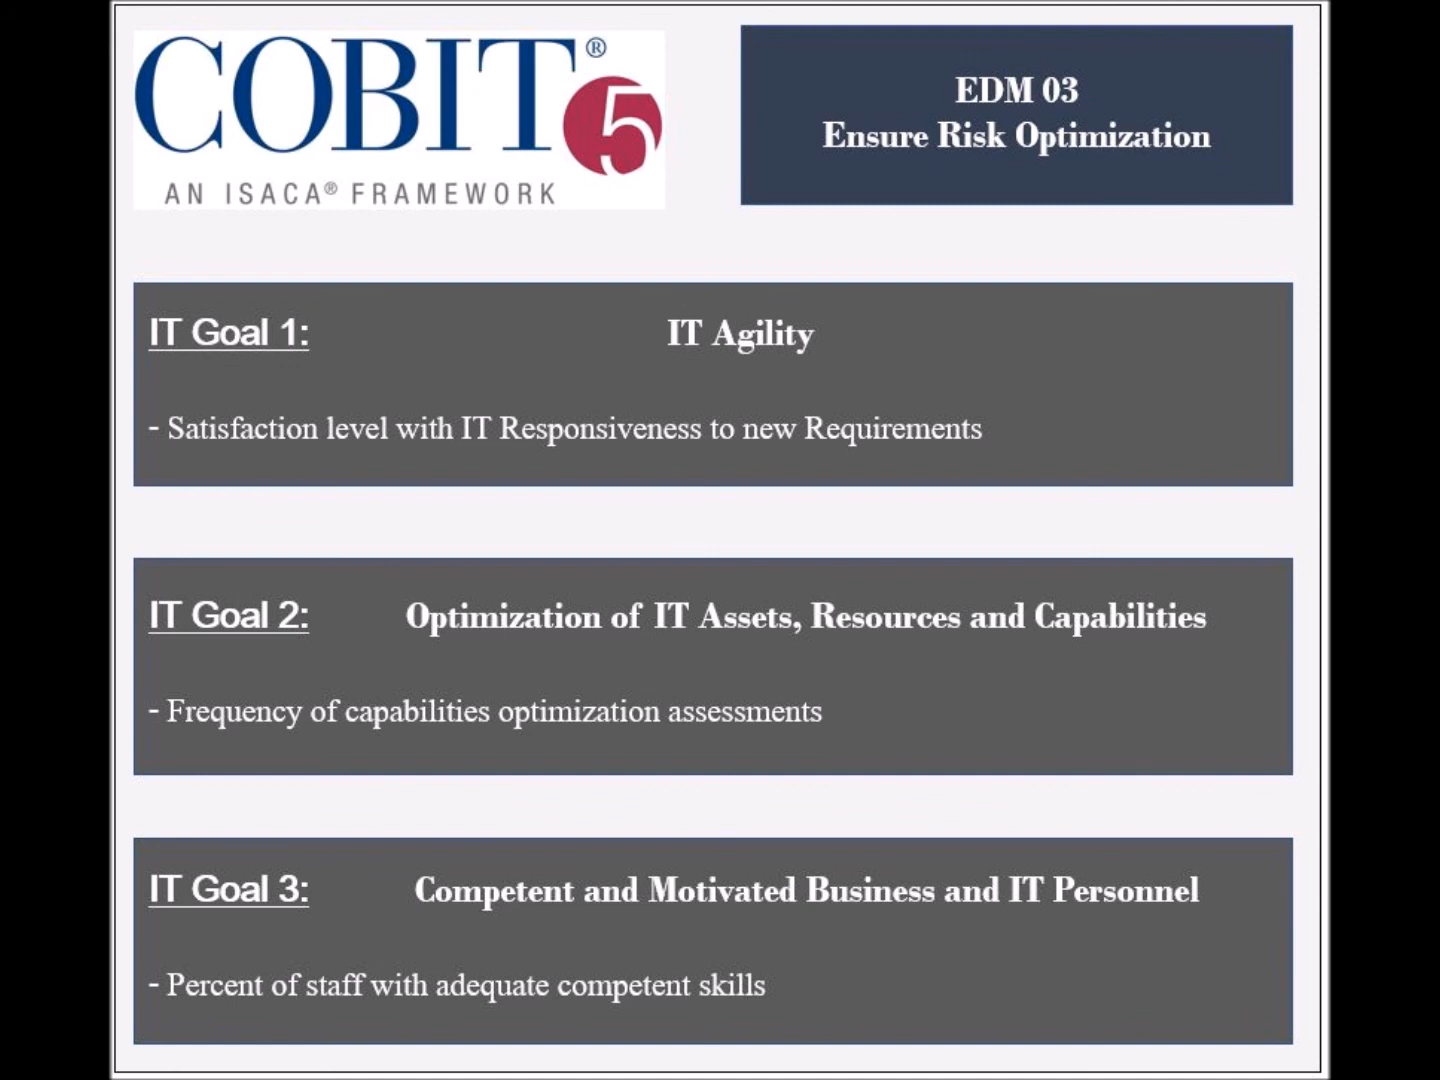 COBIT® 5
AN ISACA® FRAMEWORK
EDM 03
Ensure Risk Optimization
IT Goal 1: IT Agility
- Satisfaction level with IT Responsiveness to new Requirements
IT Goal 2: Optimization of IT Assets, Resources and Capabilities
- Frequency of capabilities optimization assessments
IT Goal 3: Competent and Motivated Business and IT Personnel
- Percent of staff with adequate competent skills